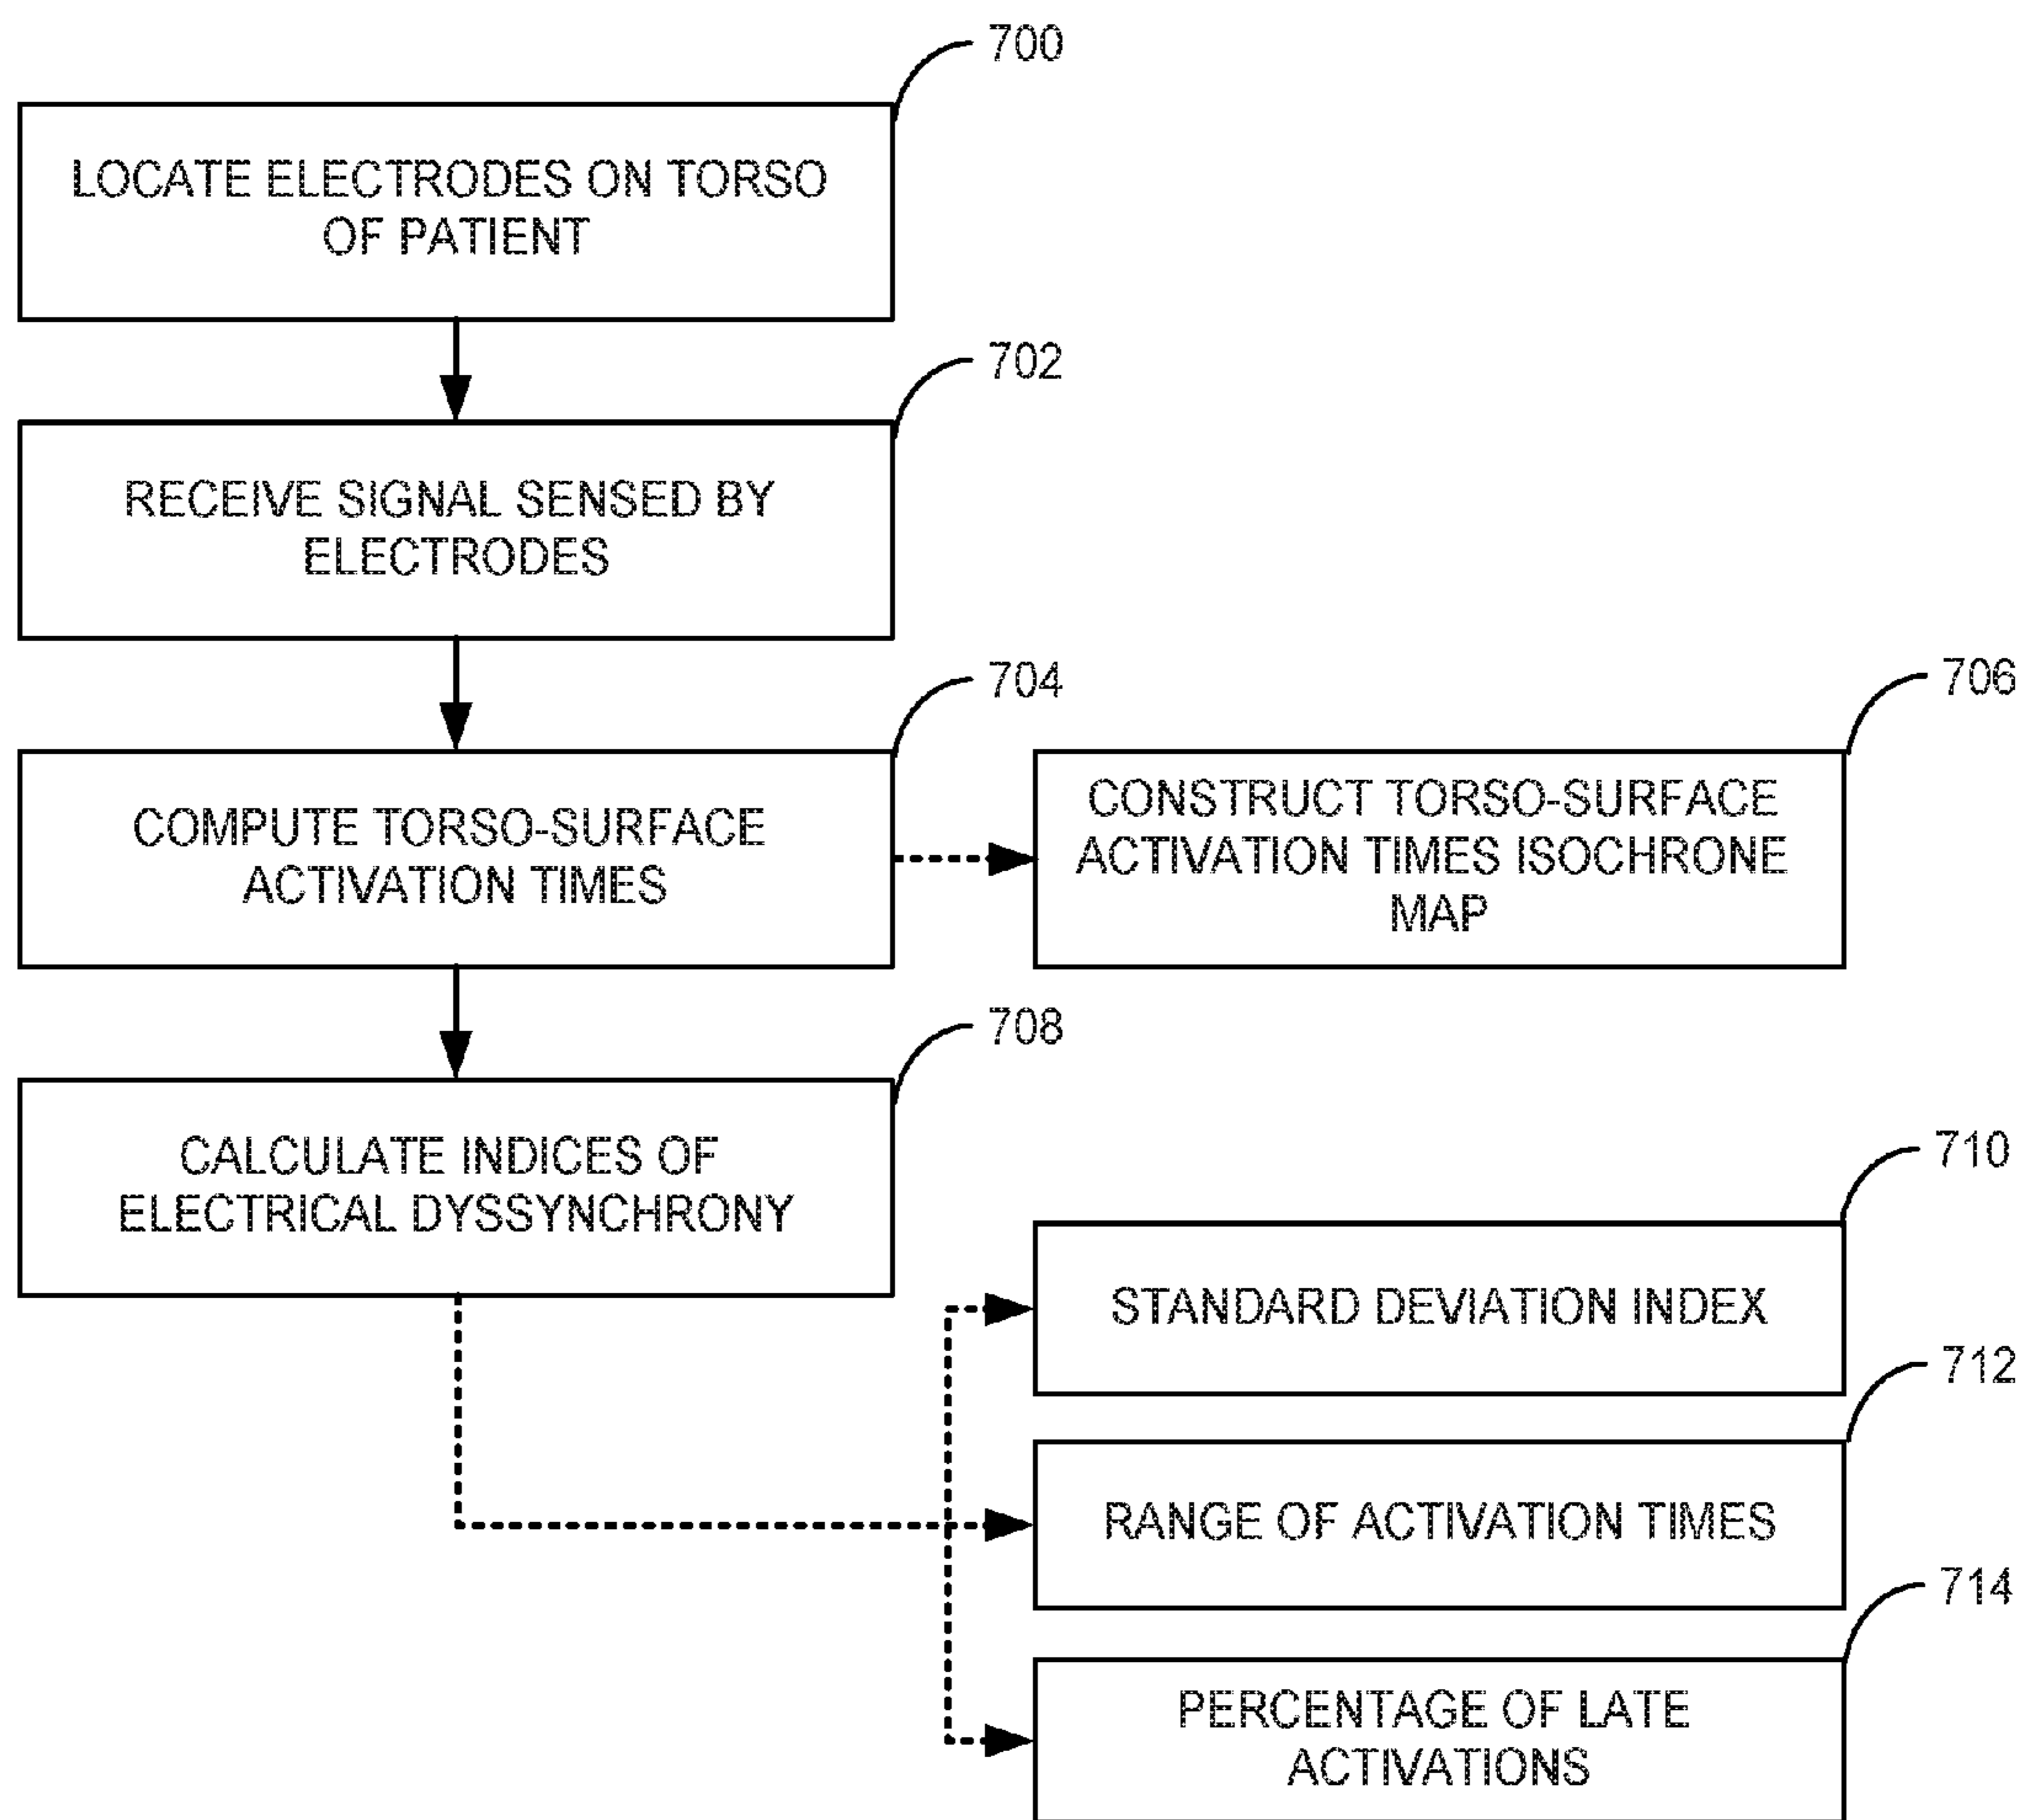 700
LOCATE ELECTRODES ON TORSO
OF PATIENT
702
RECEIVE SIGNAL SENSED BY
ELECTRODES
704
COMPUTE TORSO-SURFACE
ACTIVATION TIMES
706
CONSTRUCT TORSO-SURFACE
ACTIVATION TIMES ISOCHRONE
MAP
708
CALCULATE INDICES OF
ELECTRICAL DYSSYNCHRONY
710
STANDARD DEVIATION INDEX
712
RANGE OF ACTIVATION TIMES
714
PERCENTAGE OF LATE
ACTIVATIONS